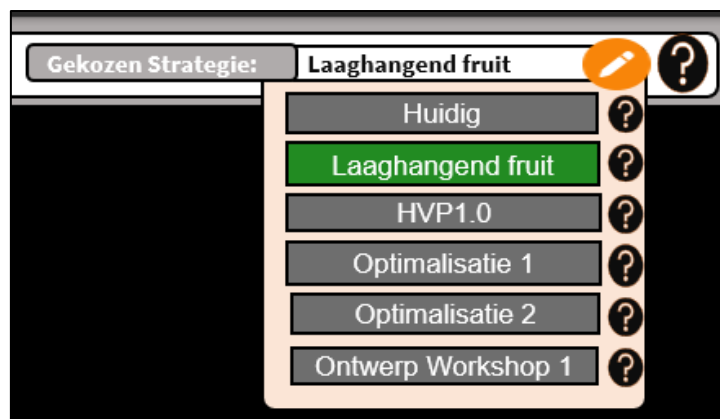 Gekozen Strategie: Laaghangend fruit ?
Huidig ?
Laaghangend fruit ?
HVP1.0 ?
Optimalisatie 1 ?
Optimalisatie 2 ?
Ontwerp Workshop 1 ?